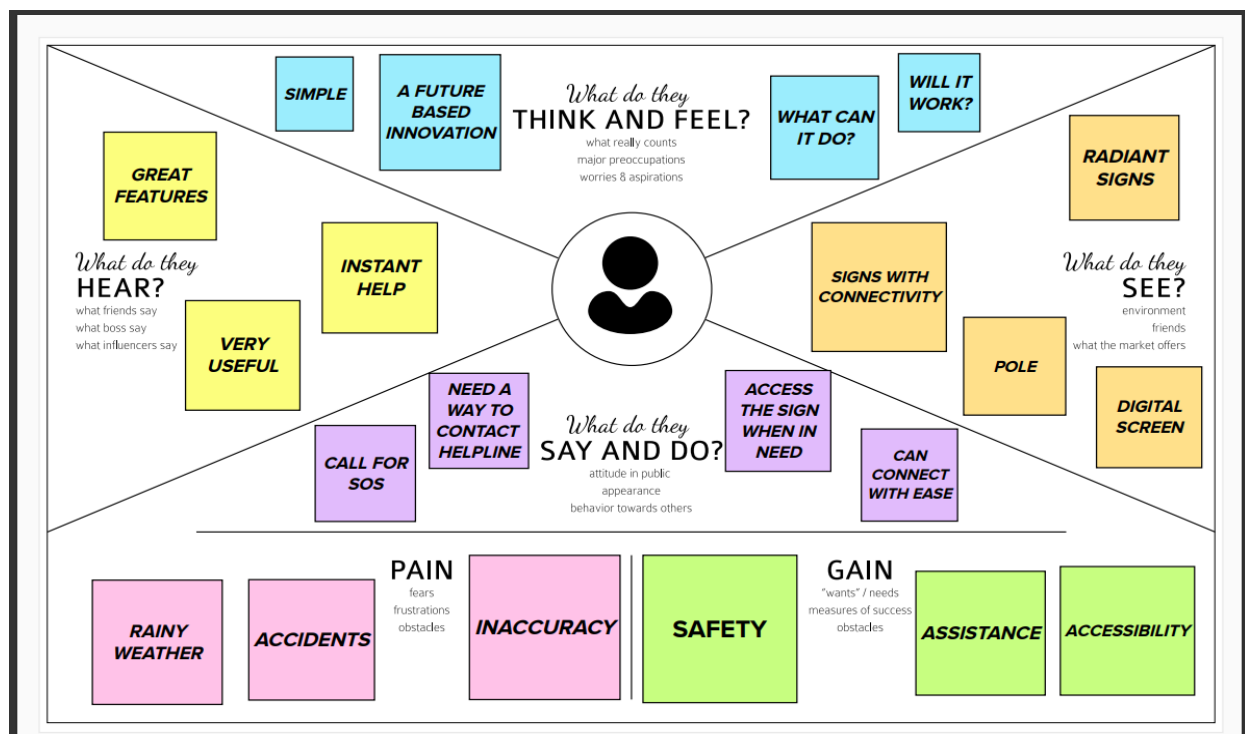 SIMPLE
A FUTURE
BASED
INNOVATION
What do they
THINK AND FEEL?
what really counts
major preoccupations
worries & aspirations
WHAT CAN
IT DO?
WILL IT
WORK?
GREAT
FEATURES
INSTANT
HELP
What do they
HEAR?
what friends say
what boss say
what influencers say
VERY
USEFUL
RADIANT
SIGNS
SIGNS WITH
CONNECTIVITY
What do they
SEE?
environment
friends
what the market offers
POLE
DIGITAL
SCREEN
CALL FOR
SOS
NEED A
WAY TO
CONTACT
HELPLINE
What do they
SAY AND DO?
attitude in public
appearance
behavior towards others
ACCESS
THE SIGN
WHEN IN
NEED
CAN
CONNECT
WITH EASE
RAINY
WEATHER
ACCIDENTS
PAIN
fears
frustrations
obstacles
INACCURACY
SAFETY
GAIN
"wants" / needs
measures of success
obstacles
ASSISTANCE
ACCESSIBILITY